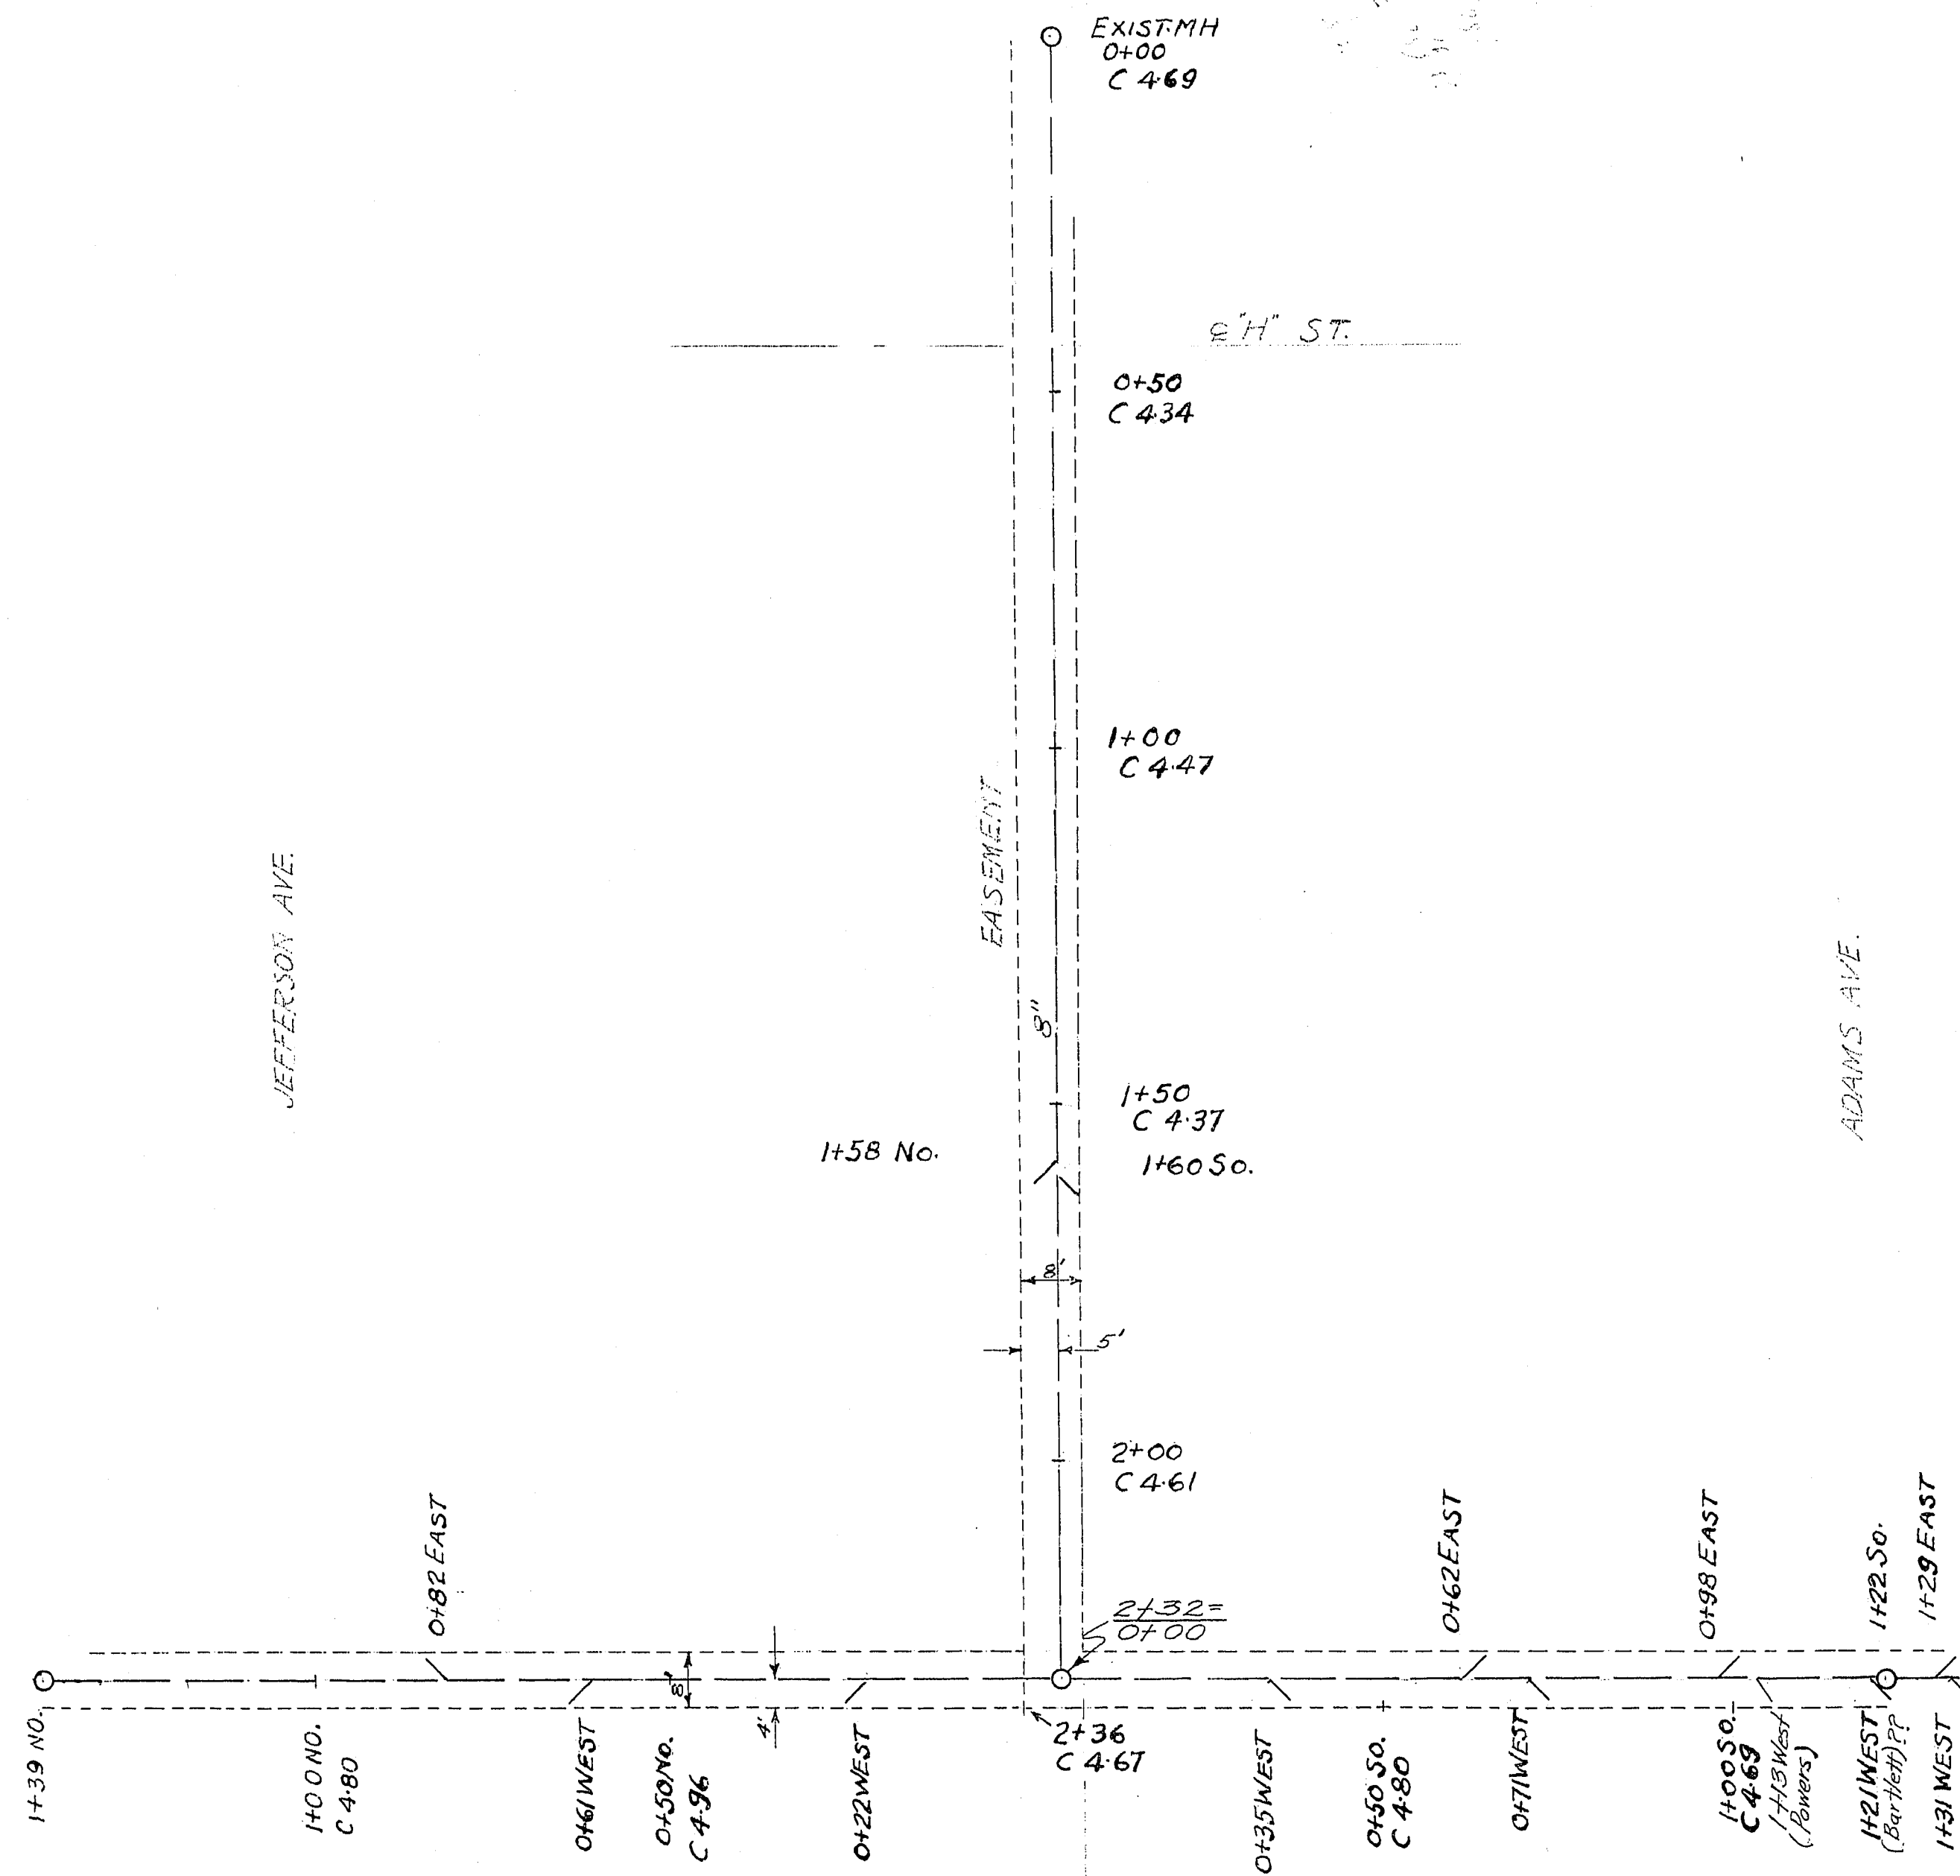 EXIST. MH
0+00
C 4.69
℄ "H" ST.
0+50
C 4.34
1+00
C 4.47
EASEMENT
JEFFERSON AVE.
ADAMS AVE.
8"
1+50
C 4.37
1+58 No.
1+60 So.
8'
5'
2+00
C 4.61
2+32=
0+00
0+82 EAST
0+62 EAST
0+98 EAST
1+22 So.
1+29 EAST
8'
4'
1+39 NO.
1+00 NO.
C 4.80
0+61 WEST
0+50 NO.
C 4.96
0+22 WEST
2+36
C 4.67
0+35 WEST
0+50 SO.
C 4.80
0+71 WEST
1+00 SO.
C 4.69
1+13 West
(Powers)
1+21 WEST
(Bartlett)??
1+31 WEST